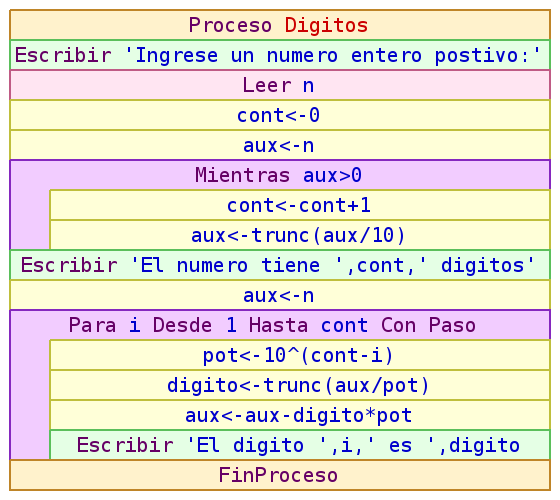 Proceso Digitos
Escribir 'Ingrese un numero entero postivo:'
Leer n
cont<-0
aux<-n
Mientras aux>0
cont<-cont+1
aux<-trunc(aux/10)
Escribir 'El numero tiene ',cont,' digitos'
aux<-n
Para i Desde 1 Hasta cont Con Paso
pot<-10^(cont-i)
digito<-trunc(aux/pot)
aux<-aux-digito*pot
Escribir 'El digito ',i,' es ',digito
FinProceso